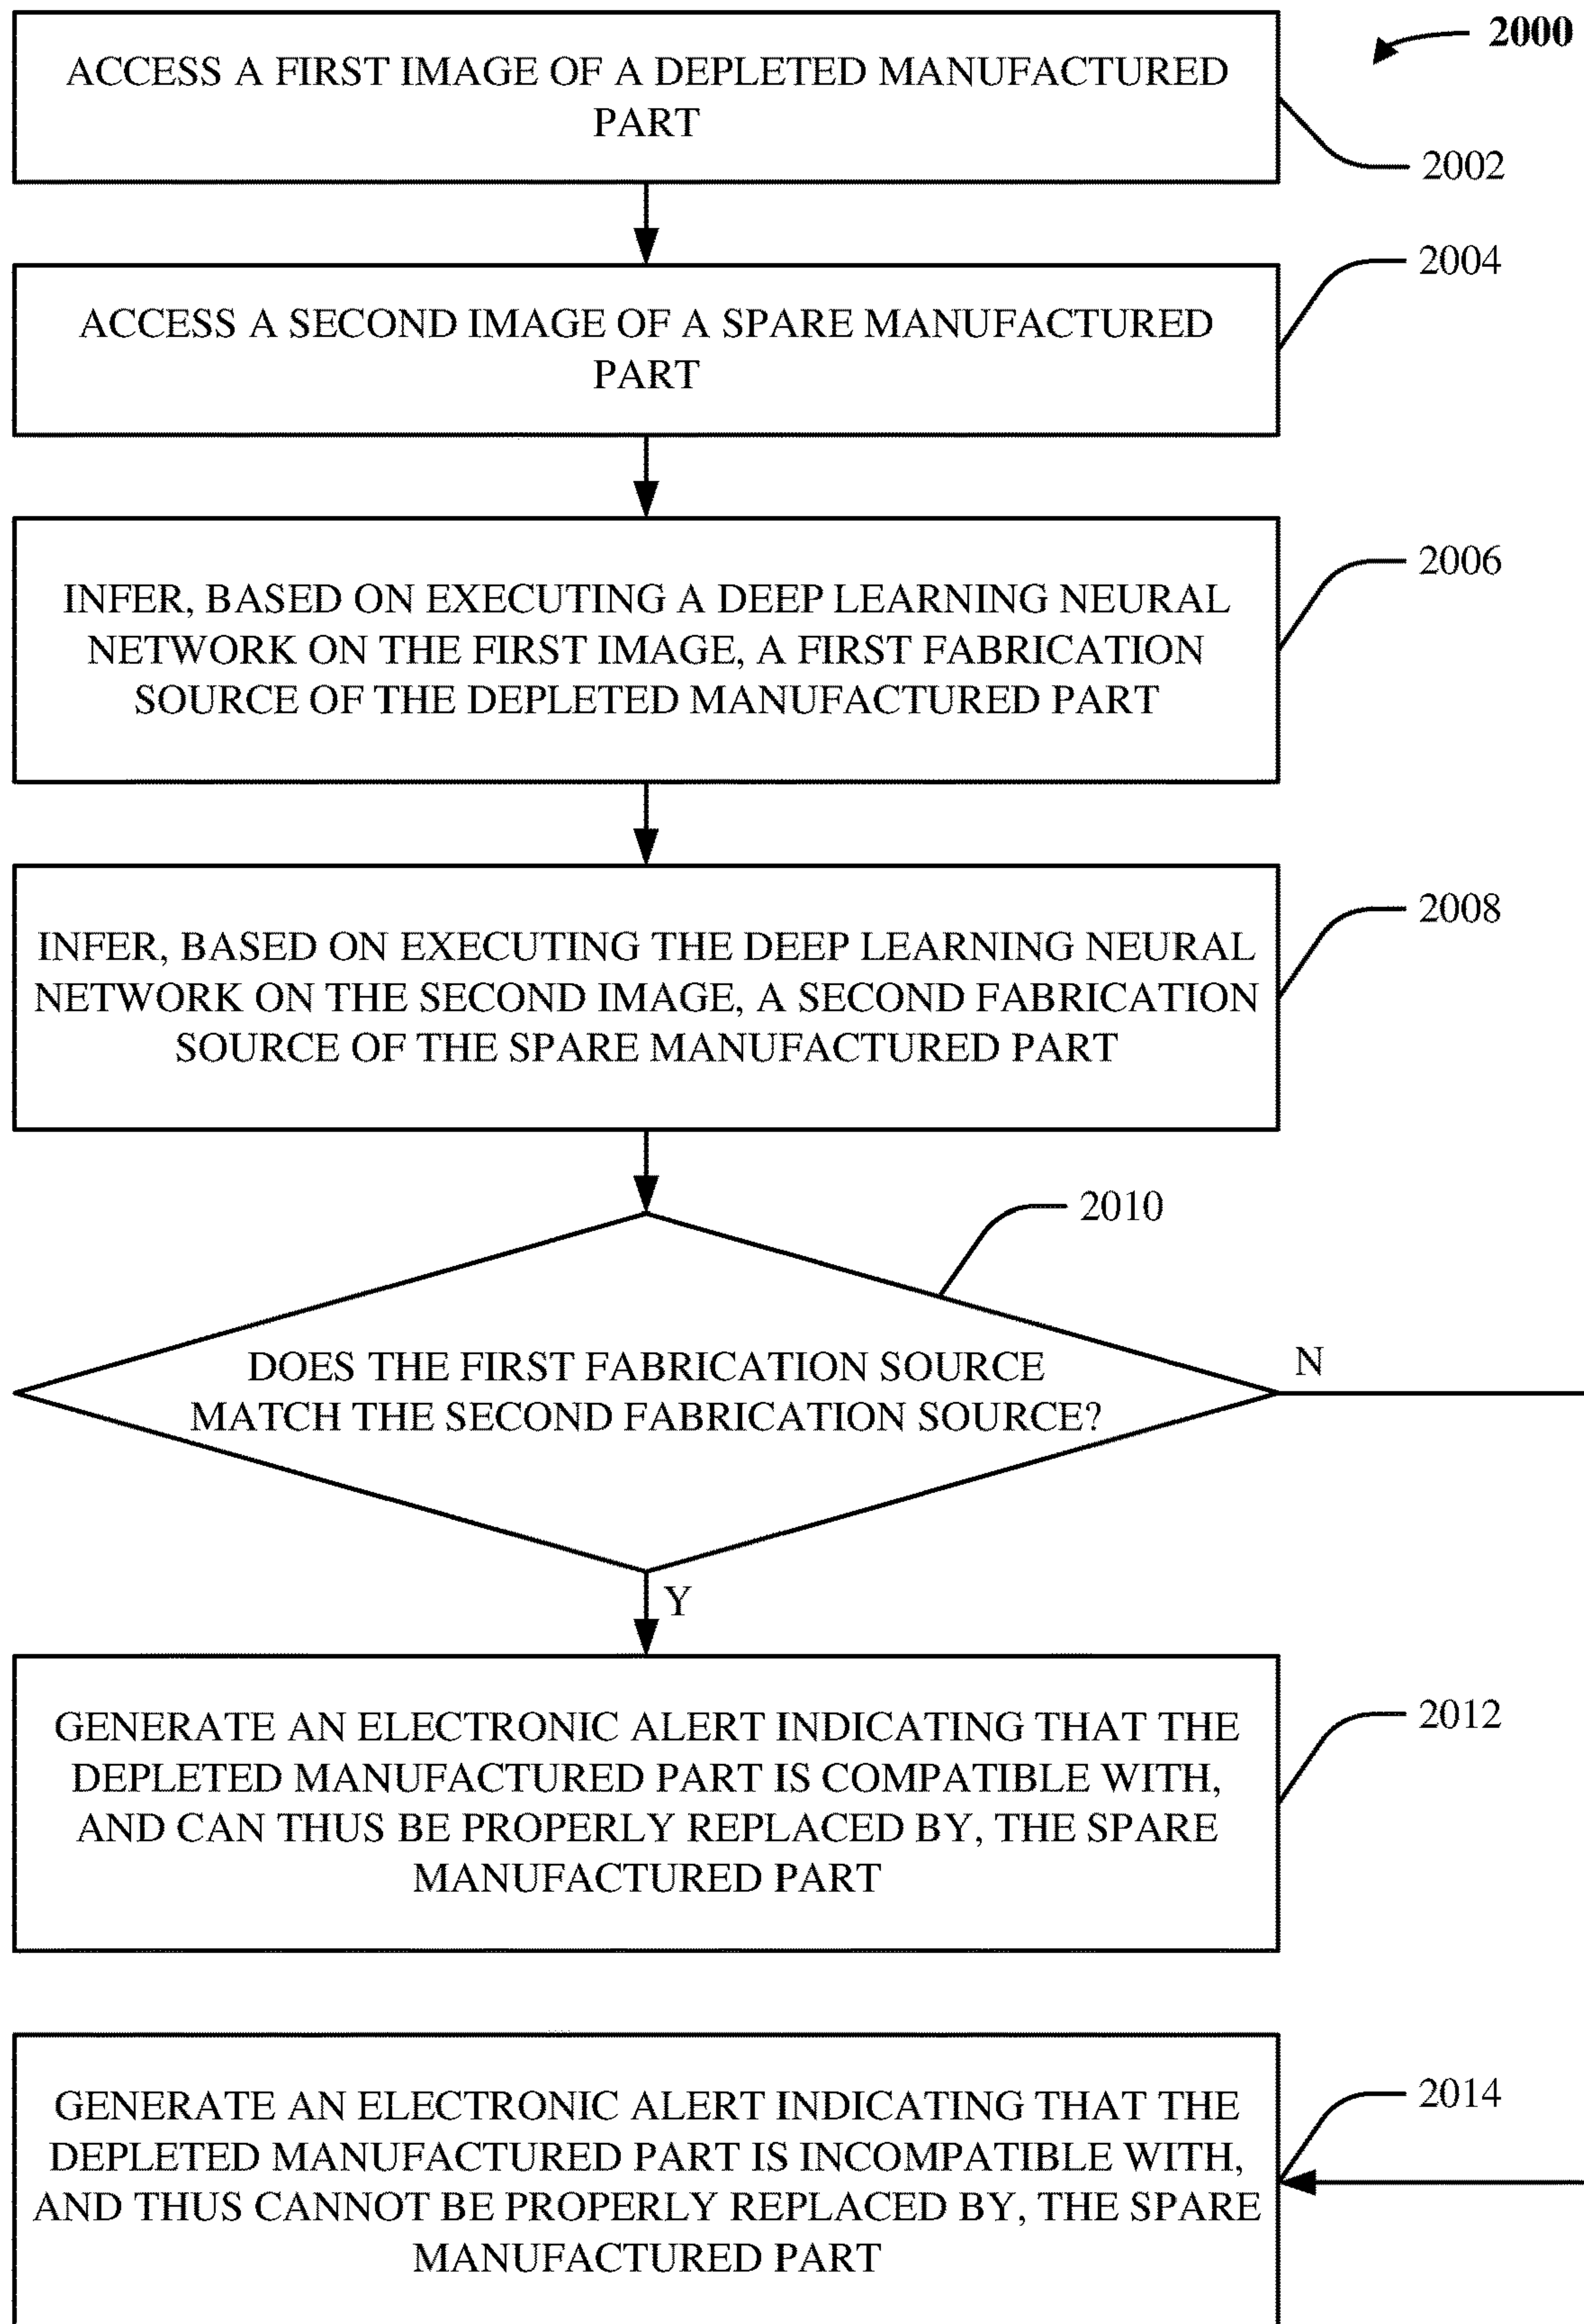 2000
ACCESS A FIRST IMAGE OF A DEPLETED MANUFACTURED
PART
2002
2004
ACCESS A SECOND IMAGE OF A SPARE MANUFACTURED
PART
2006
INFER, BASED ON EXECUTING A DEEP LEARNING NEURAL
NETWORK ON THE FIRST IMAGE, A FIRST FABRICATION
SOURCE OF THE DEPLETED MANUFACTURED PART
2008
INFER, BASED ON EXECUTING THE DEEP LEARNING NEURAL
NETWORK ON THE SECOND IMAGE, A SECOND FABRICATION
SOURCE OF THE SPARE MANUFACTURED PART
2010
DOES THE FIRST FABRICATION SOURCE
MATCH THE SECOND FABRICATION SOURCE?
N
Y
2012
GENERATE AN ELECTRONIC ALERT INDICATING THAT THE
DEPLETED MANUFACTURED PART IS COMPATIBLE WITH,
AND CAN THUS BE PROPERLY REPLACED BY, THE SPARE
MANUFACTURED PART
2014
GENERATE AN ELECTRONIC ALERT INDICATING THAT THE
DEPLETED MANUFACTURED PART IS INCOMPATIBLE WITH,
AND THUS CANNOT BE PROPERLY REPLACED BY, THE SPARE
MANUFACTURED PART